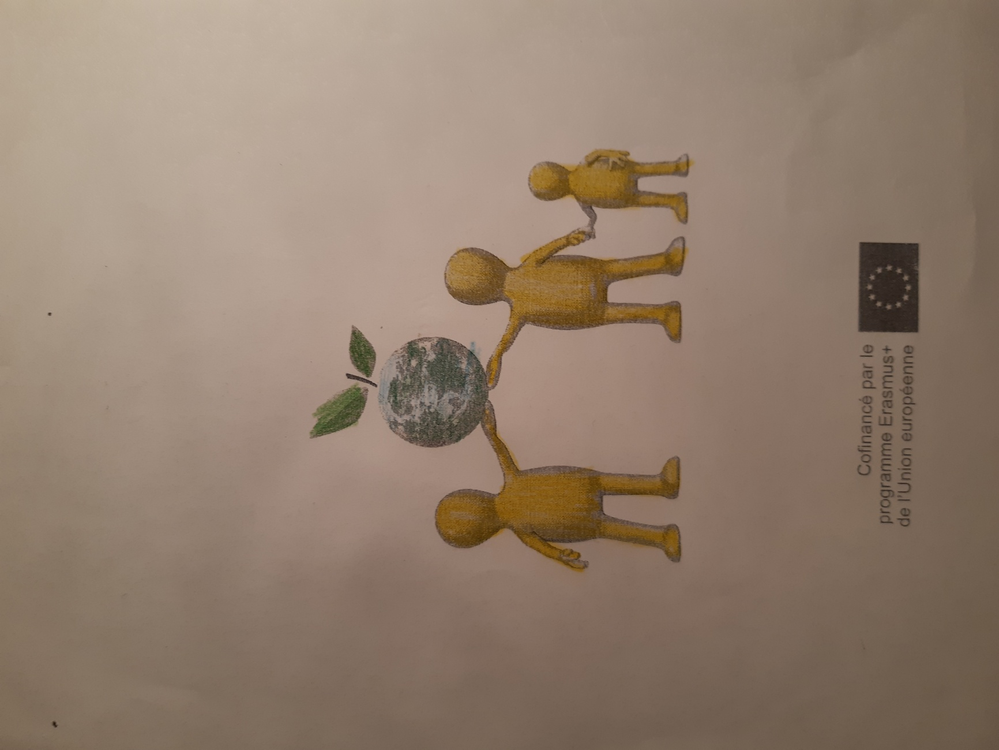 Cofinancé par le
programme Erasmus+
de l'Union européenne